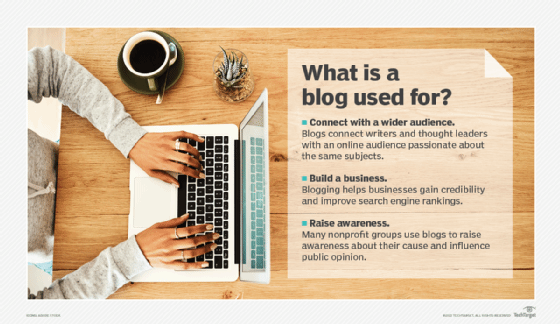 What is a
blog used for?
Connect with a wider audience.
Blogs connect writers and thought leaders
with an online audience passionate about
the same subjects.
Build a business.
Blogging helps businesses gain credibility
and improve search engine rankings.
Raise awareness.
Many nonprofit groups use blogs to raise
awareness about their cause and influence
public opinion.
TechTarget